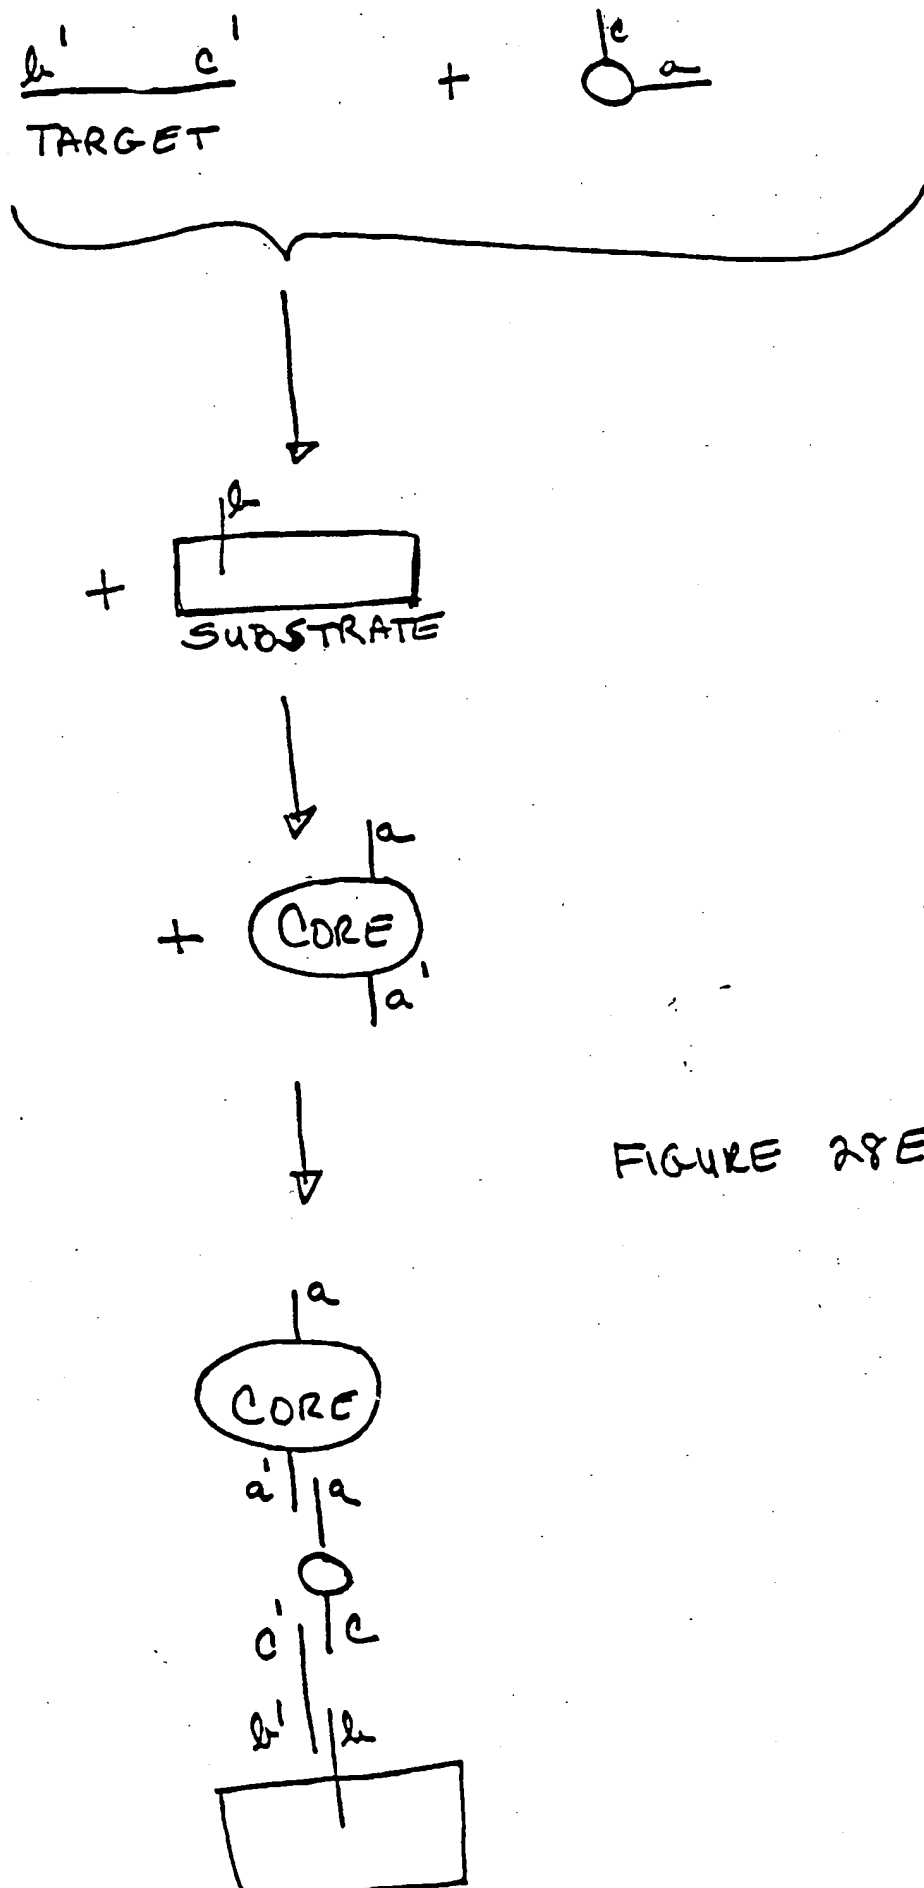 b' c' + c a
TARGET
b
+
SUBSTRATE
a
+ CORE
a'
FIGURE 28E
a
CORE
a' a
c' c
b' b